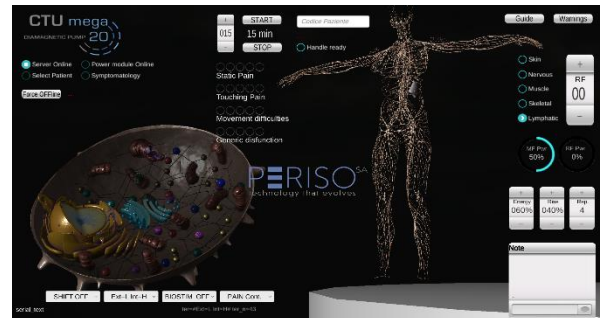 CTU mega
DIAMAGNETIC PUMP 20
Server Online
Power module Online
Select Patient
Symptomatology
Force OFFline
+
015
-
START
15 min
STOP
Codice Paziente
Handle ready
Static Pain
Touching Pain
Movement difficulties
Generic disfunction
PERISO SA
technology that evolves
Guide
Warnings
Skin
Nervous
Muscle
Skeletal
Lymphatic
+
RF
00
-
MF Pwr
50%
RF Pwr
0%
+ + +
Energy
060%
Rise
040%
Rep
4
- - -
Note
SHIFT OFF
Ext-L Int-H
BIOSTIM. OFF
PAIN Cont.
serial_text